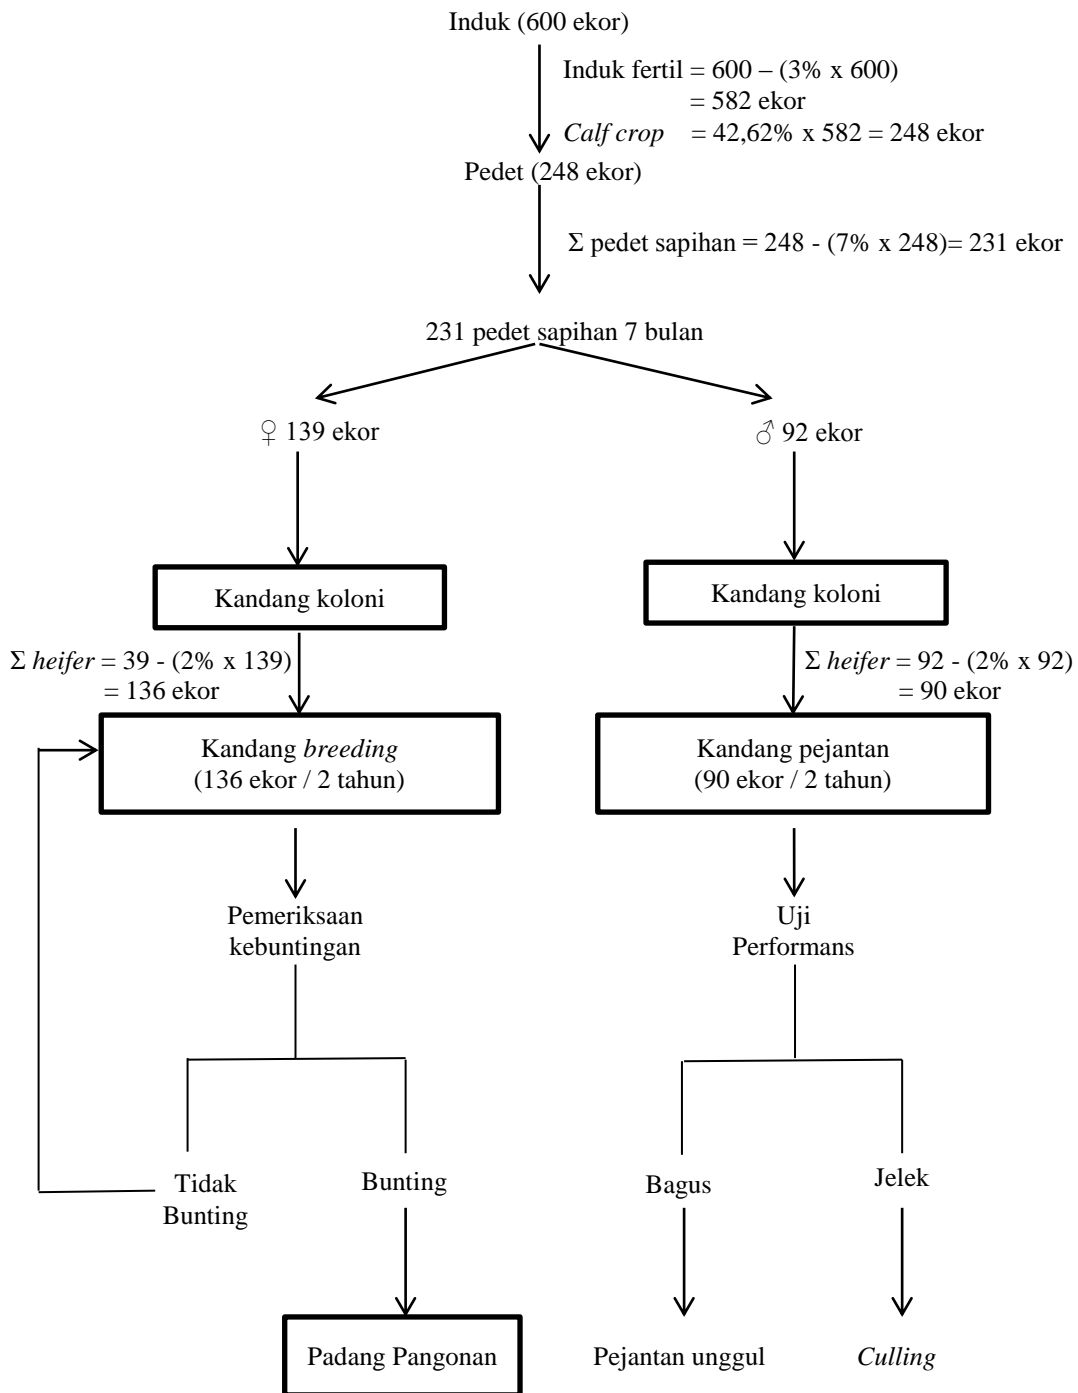 Induk (600 ekor)
Induk fertil = 600 – (3% x 600)
= 582 ekor
Calf crop = 42,62% x 582 = 248 ekor
Pedet (248 ekor)
Σ pedet sapihan = 248 - (7% x 248)= 231 ekor
231 pedet sapihan 7 bulan
♀ 139 ekor
♂ 92 ekor
Kandang koloni
Kandang koloni
Σ heifer = 39 - (2% x 139)
= 136 ekor
Σ heifer = 92 - (2% x 92)
= 90 ekor
Kandang breeding
(136 ekor / 2 tahun)
Kandang pejantan
(90 ekor / 2 tahun)
Pemeriksaan
kebuntingan
Uji
Performans
Tidak
Bunting
Bunting
Bagus
Jelek
Padang Pangonan
Pejantan unggul
Culling